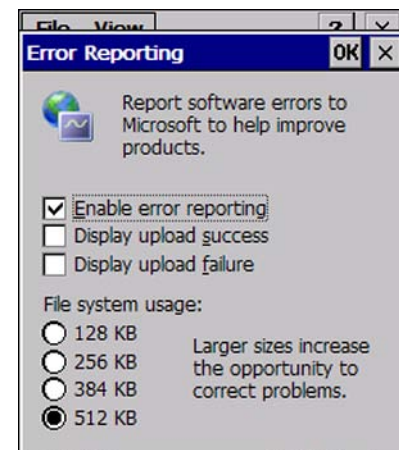 File View ? ×
Error Reporting OK ×
Report software errors to
Microsoft to help improve
products.
Enable error reporting
Display upload success
Display upload failure
File system usage:
128 KB
256 KB
384 KB
512 KB
Larger sizes increase
the opportunity to
correct problems.